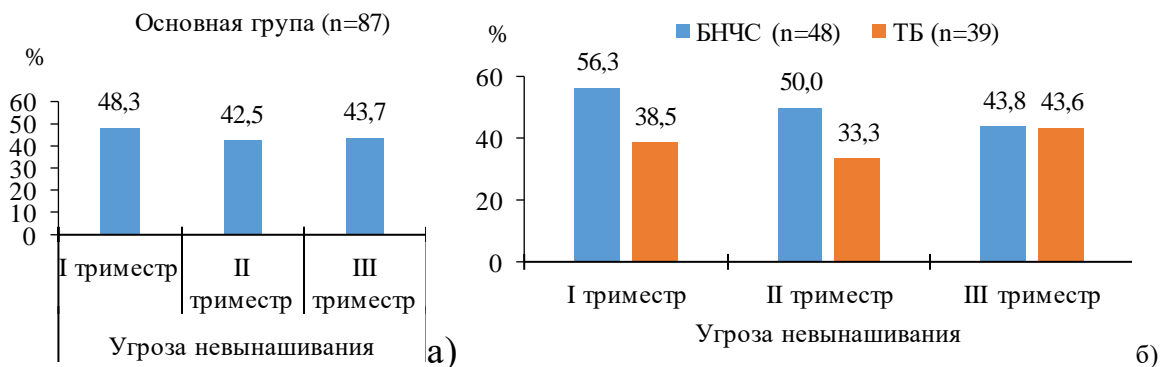 Основная група (n=87)
%
60
50
40
30
20
10
0
48,3
42,5
43,7
I триместр
II
триместр
III
триместр
Угроза невынашивания
а)
БНЧС (n=48)
ТБ (n=39)
%
60
40
20
0
56,3
38,5
50,0
33,3
43,8
43,6
I триместр
II триместр
III триместр
Угроза невынашивания
б)